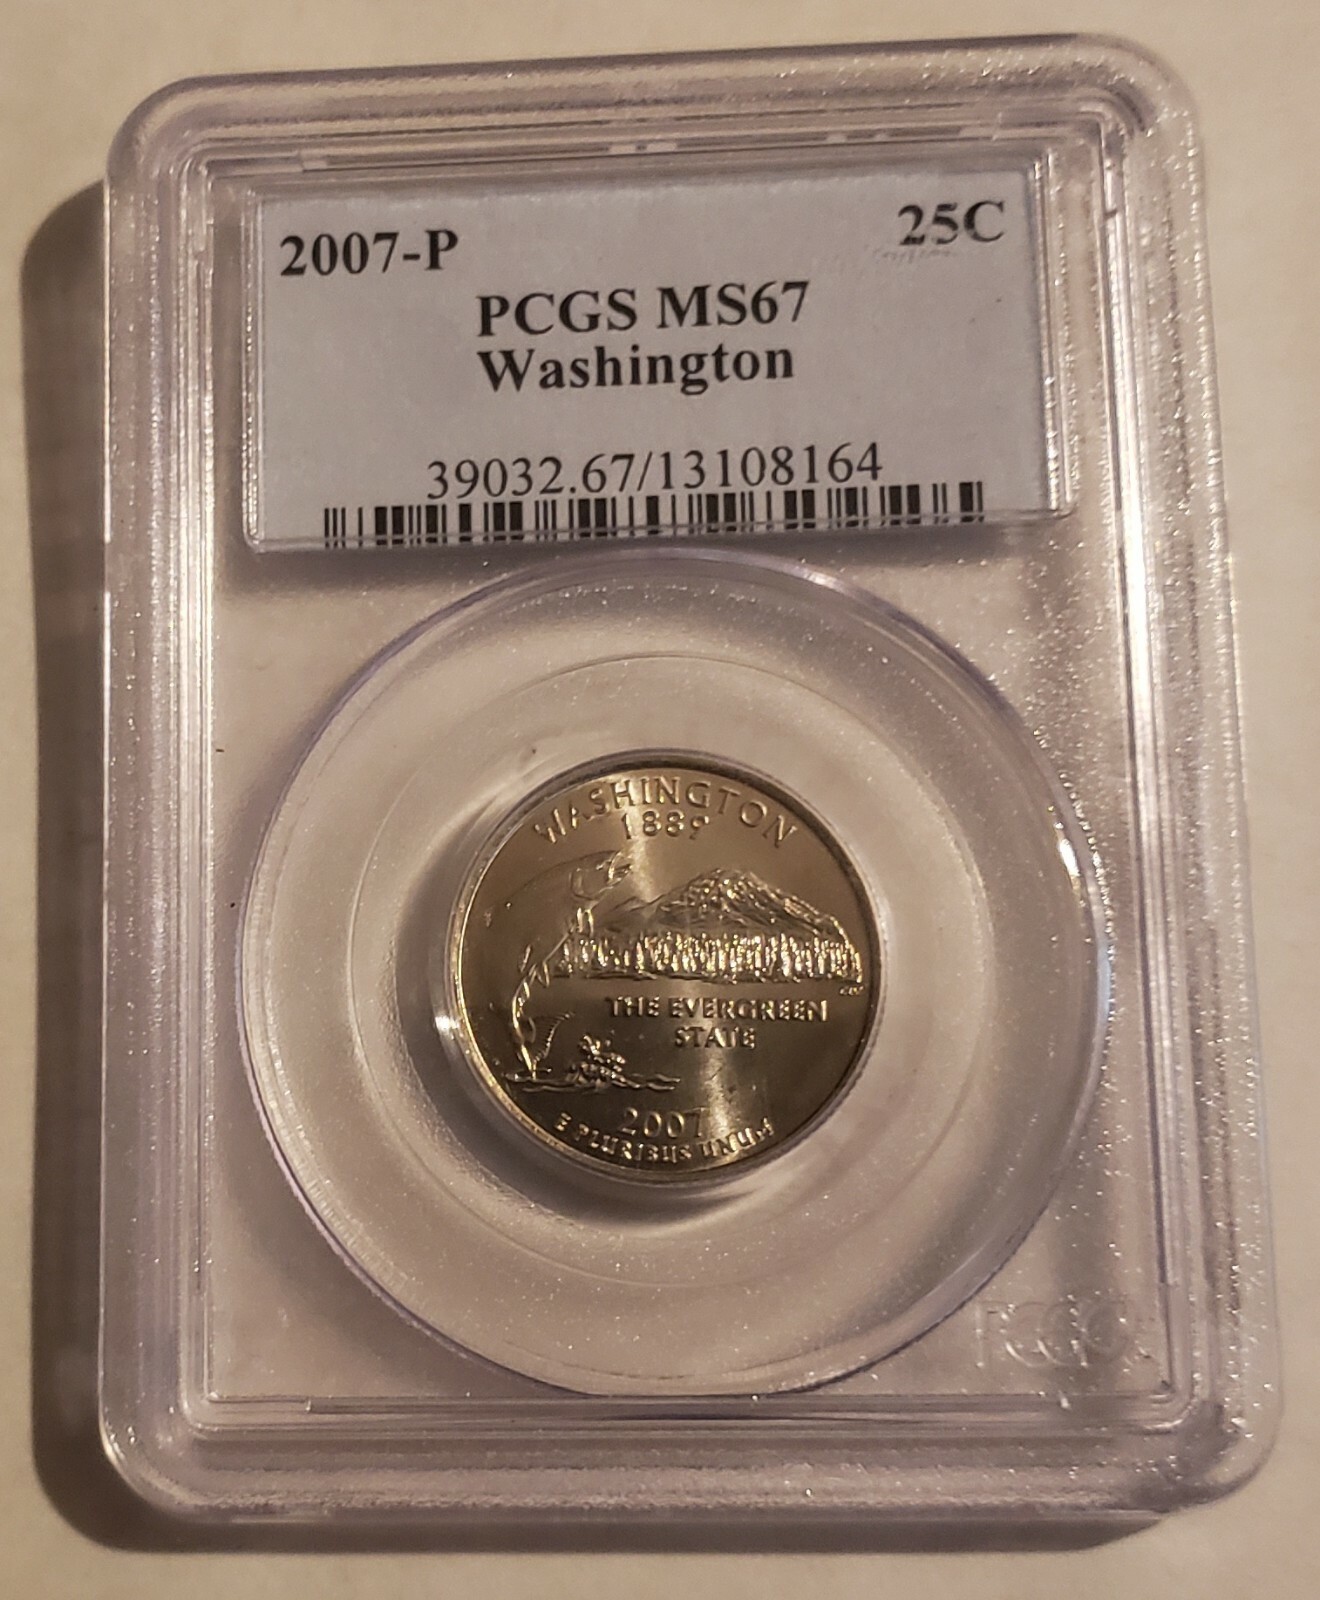 2007-P 25C
PCGS MS67
Washington
39032.67/13108164
WASHINGTON
1889
THE EVERGREEN
STATE
2007
E PLURIBUS UNUM
PCGS